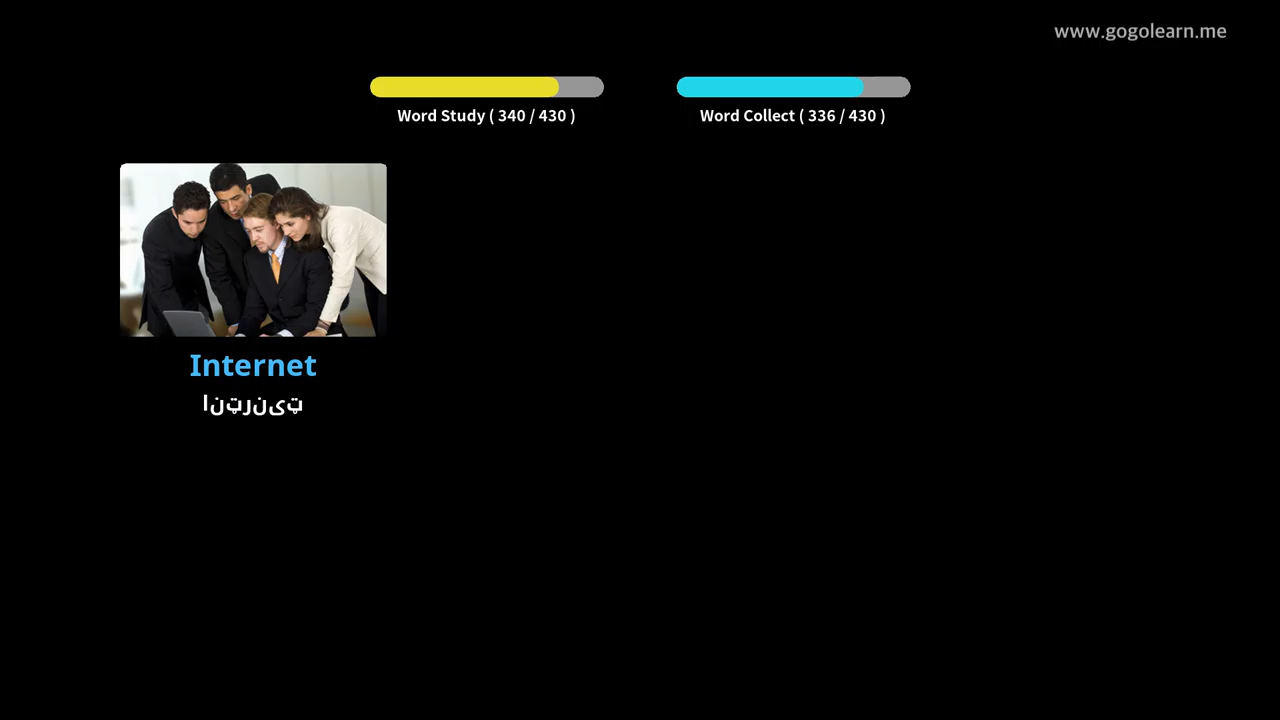 www.gogolearn.me
Word Study ( 340 / 430 )
Word Collect ( 336 / 430 )
Internet
انټرنیټ